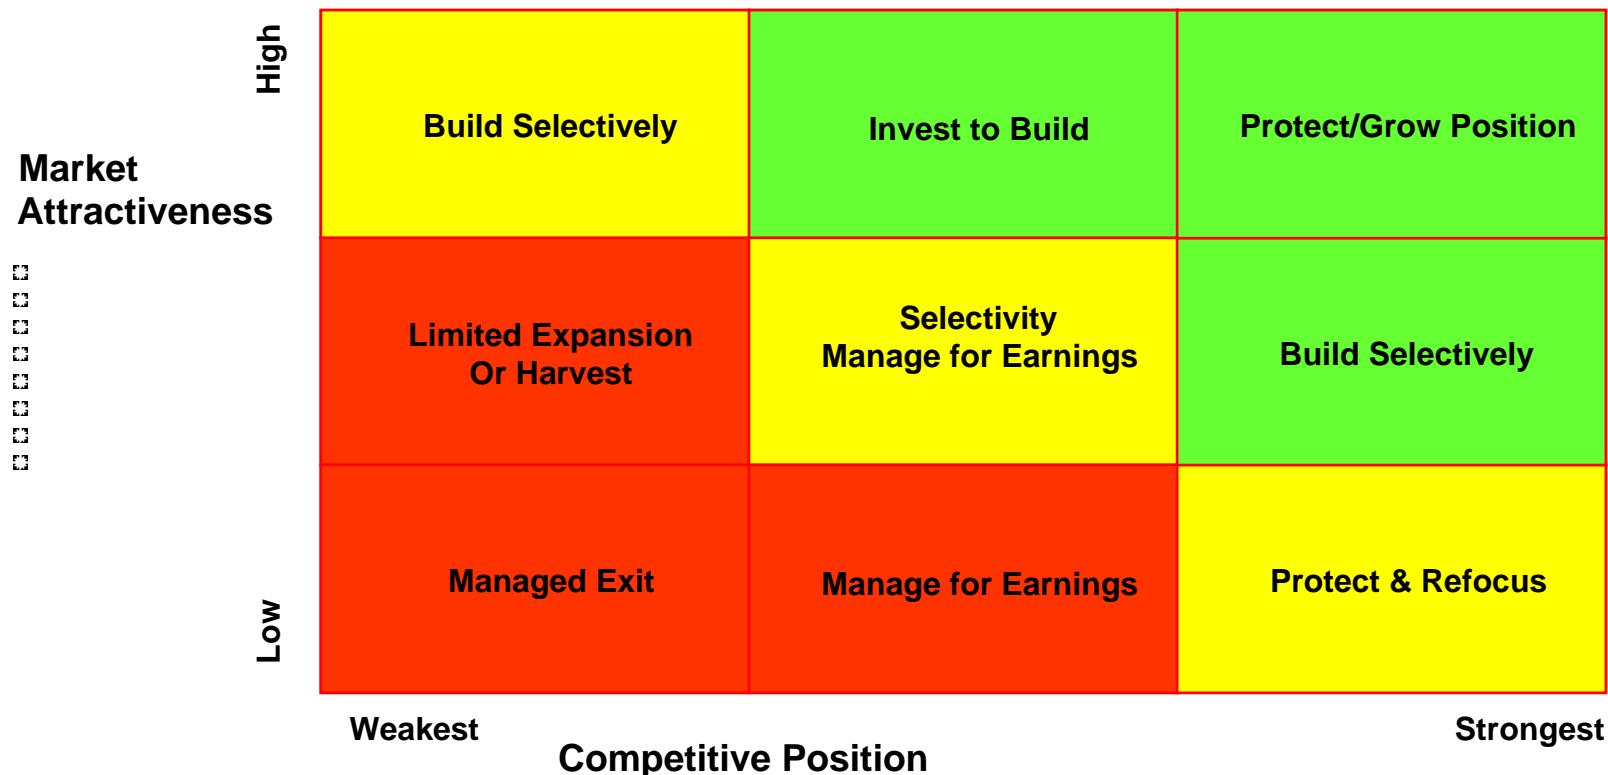 High
Build Selectively
Invest to Build
Protect/Grow Position
Market
Attractiveness
Limited Expansion
Or Harvest
Selectivity
Manage for Earnings
Build Selectively
Low
Managed Exit
Manage for Earnings
Protect & Refocus
Weakest
Strongest
Competitive Position